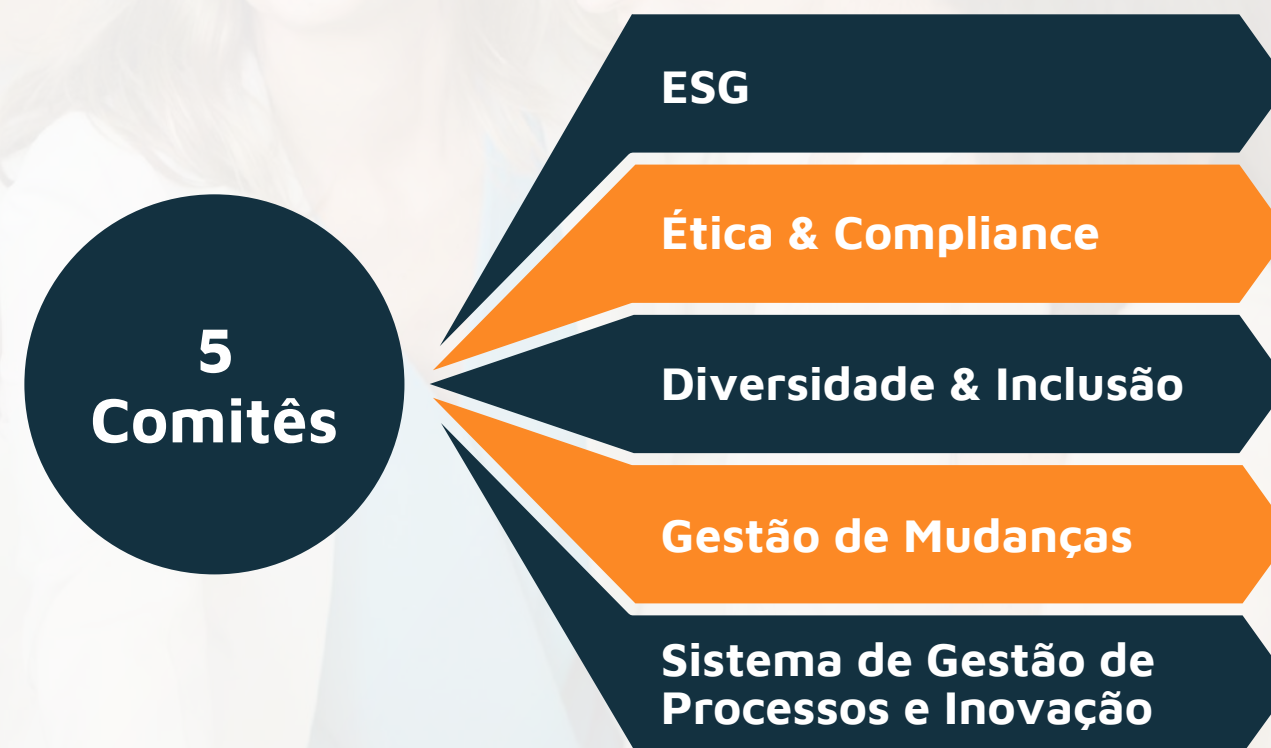 5
Comitês
ESG
Ética & Compliance
Diversidade & Inclusão
Gestão de Mudanças
Sistema de Gestão de
Processos e Inovação